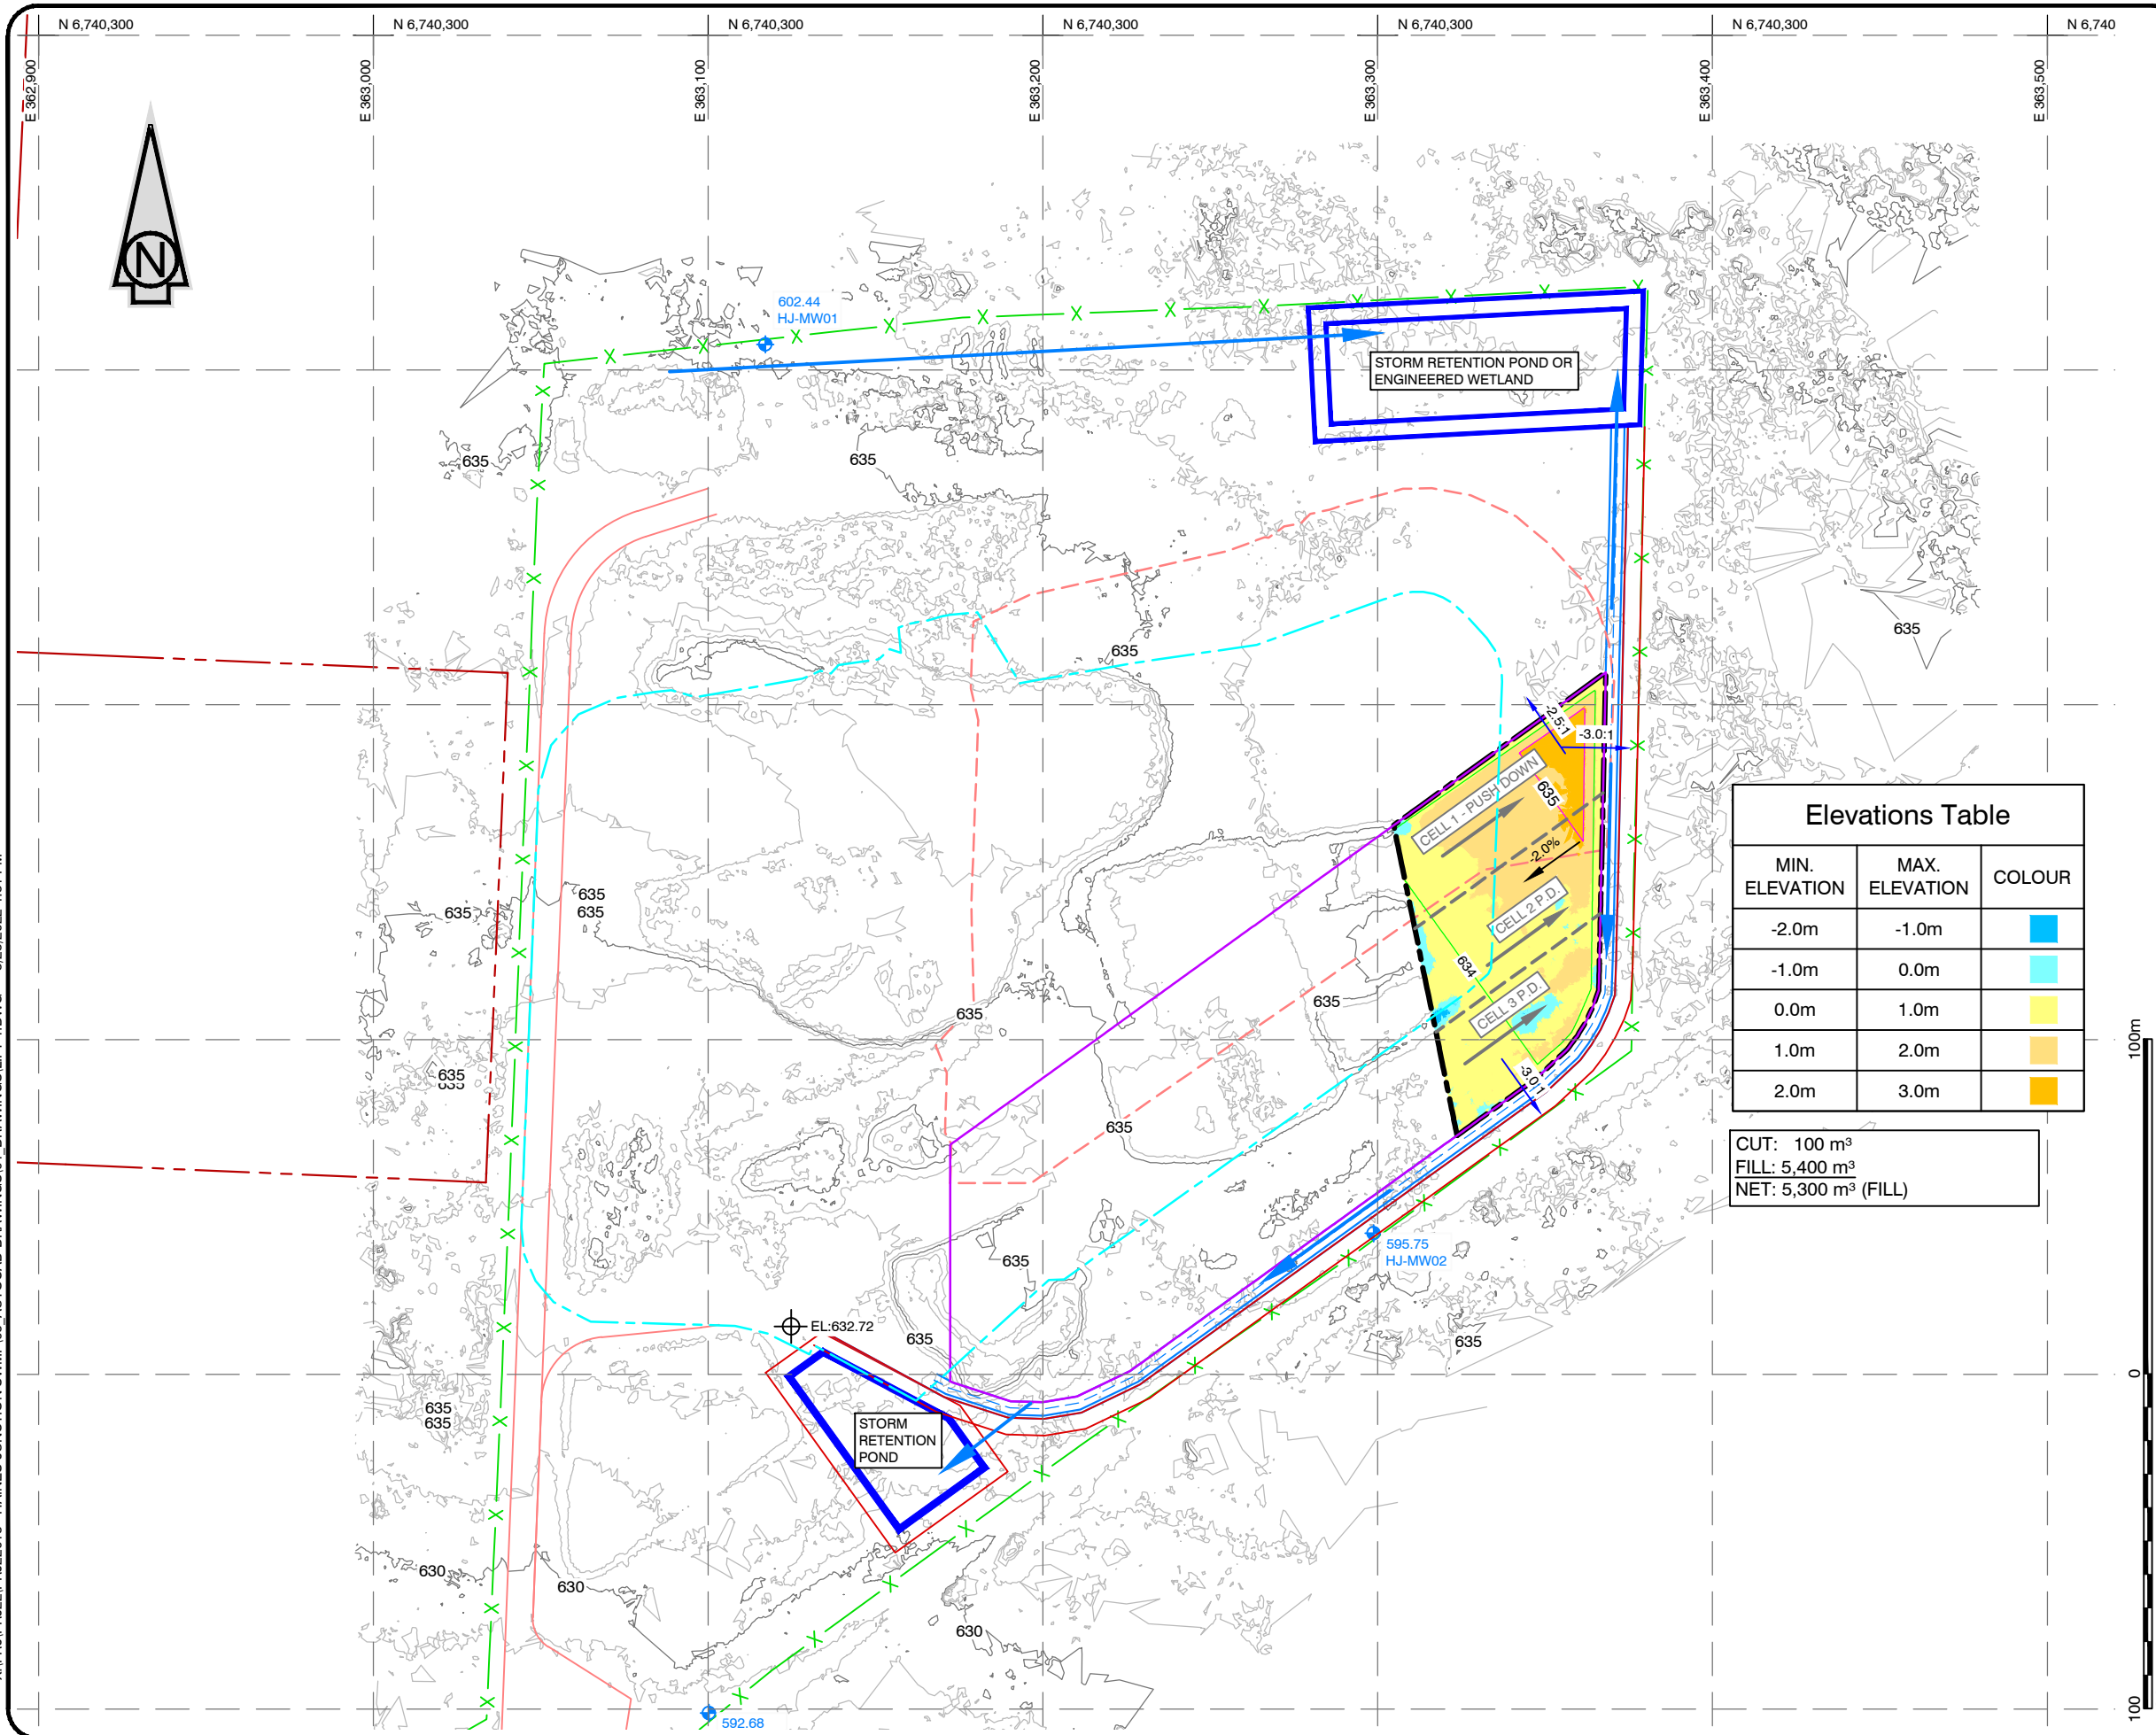 N 6,740,300
N 6,740,300
N 6,740,300
N 6,740,300
N 6,740,300
N 6,740,300
N 6,740
E 362,900
E 363,000
E 363,100
E 363,200
E 363,300
E 363,400
E 363,500
N
602.44
HJ-MW01
STORM RETENTION POND OR
ENGINEERED WETLAND
635
635
635
635
-2.5:1
-3.0:1
CELL 1 - PUSH DOWN
635
-2.0%
CELL 2 P.D.
634
CELL 3 P.D.
-3.0:1
Elevations Table
MIN. ELEVATION
MAX. ELEVATION
COLOUR
-2.0m
-1.0m
-1.0m
0.0m
0.0m
1.0m
1.0m
2.0m
2.0m
3.0m
CUT: 100 m³
FILL: 5,400 m³
NET: 5,300 m³ (FILL)
635
635
635
635
635
635
635
635
635
595.75
HJ-MW02
EL:632.72
635
635
635
635
635
STORM
RETENTION
POND
630
630
630
592.68
100m
0
100